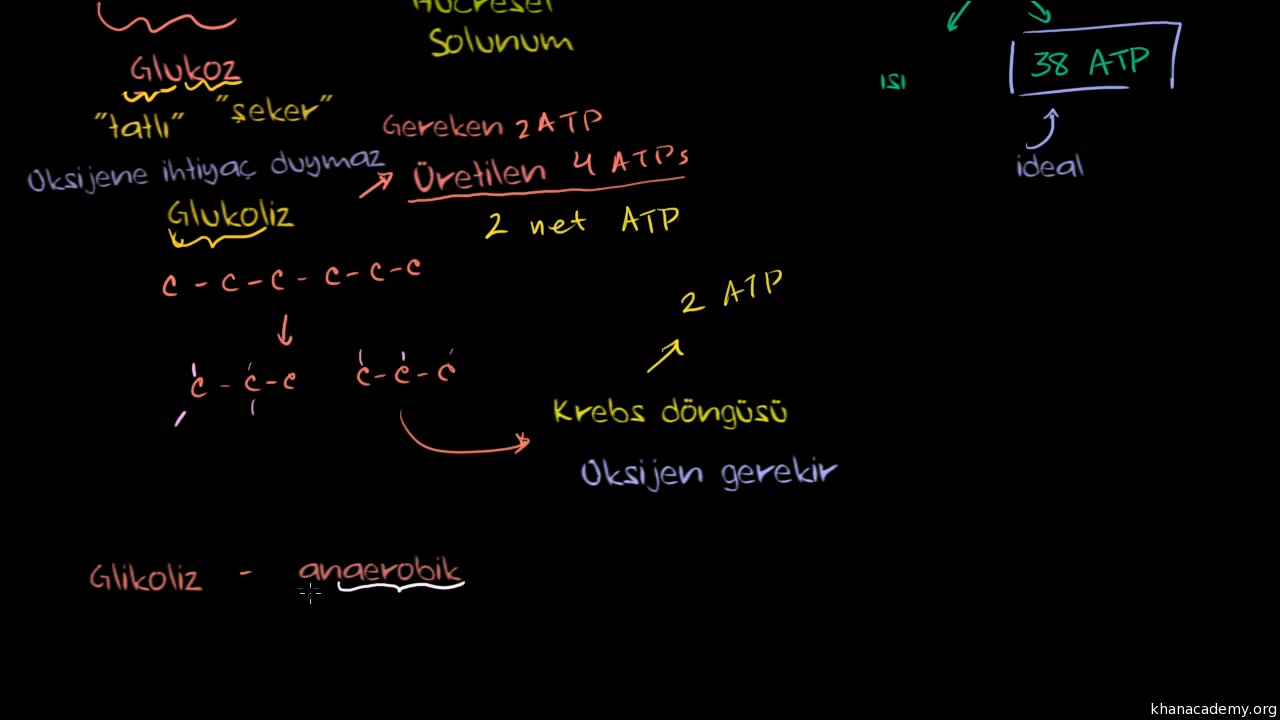 Hücresel
Solunum
Glukoz
"tatlı" "şeker"
38 ATP
ısı
ideal
Gereken 2 ATP
Üretilen 4 ATPs
2 net ATP
Oksijene ihtiyaç duymaz
Glukoliz
C - C - C - C - C - C
C - C - C C - C - C
2 ATP
Krebs döngüsü
Oksijen gerekir
Glikoliz - anaerobik
khanacademy.org